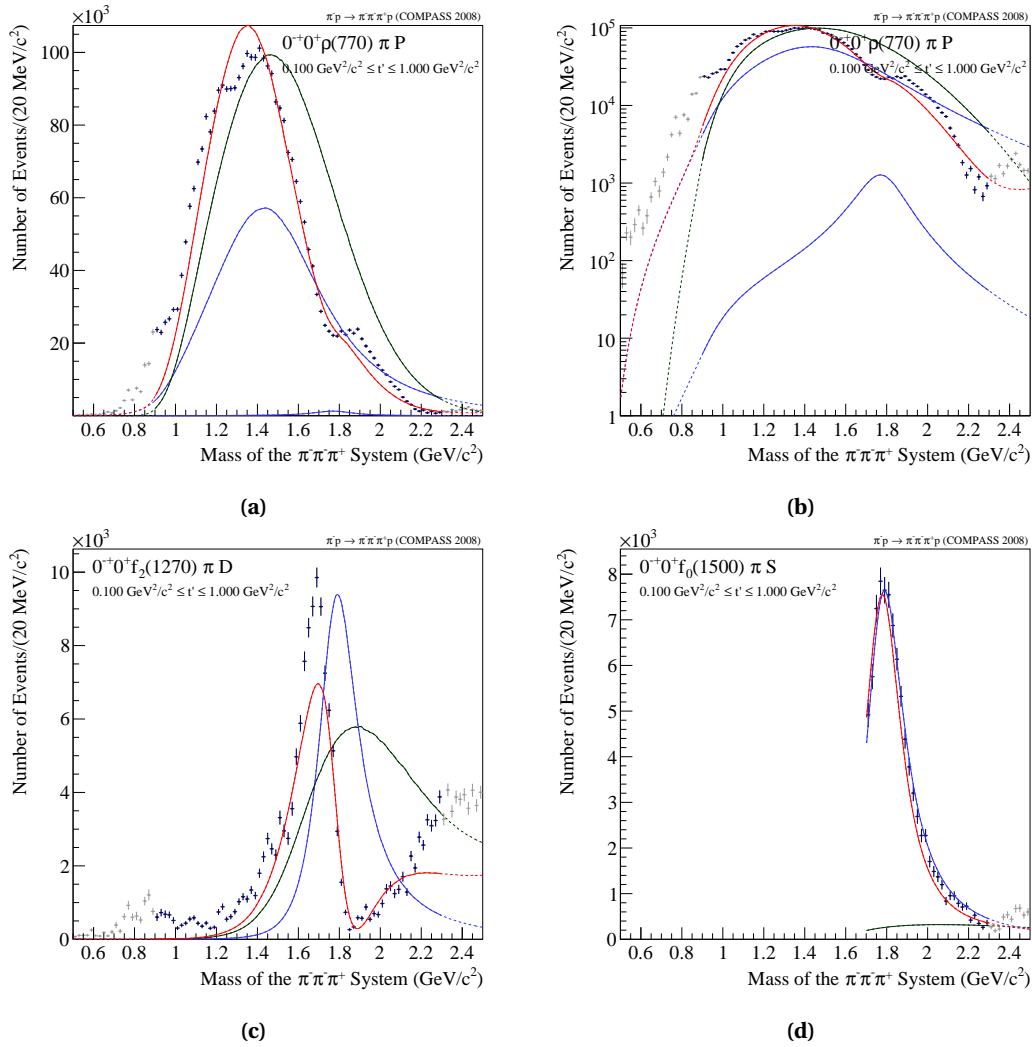 π⁻p → π⁻π⁻π⁺p (COMPASS 2008)
×10³
0⁻⁺0⁺ρ(770) π P
0.100 GeV²/c² ≤ t' ≤ 1.000 GeV²/c²
Number of Events/(20 MeV/c²)
100
80
60
40
20
0.6 0.8 1 1.2 1.4 1.6 1.8 2 2.2 2.4
Mass of the π⁻π⁻π⁺ System (GeV/c²)
(a)
π⁻p → π⁻π⁻π⁺p (COMPASS 2008)
0⁻⁺0⁺ρ(770) π P
0.100 GeV²/c² ≤ t' ≤ 1.000 GeV²/c²
Number of Events/(20 MeV/c²)
10⁵
10⁴
10³
10²
10
1
0.6 0.8 1 1.2 1.4 1.6 1.8 2 2.2 2.4
Mass of the π⁻π⁻π⁺ System (GeV/c²)
(b)
π⁻p → π⁻π⁻π⁺p (COMPASS 2008)
×10³
0⁻⁺0⁺f₂(1270) π D
0.100 GeV²/c² ≤ t' ≤ 1.000 GeV²/c²
Number of Events/(20 MeV/c²)
10
8
6
4
2
0
0.6 0.8 1 1.2 1.4 1.6 1.8 2 2.2 2.4
Mass of the π⁻π⁻π⁺ System (GeV/c²)
(c)
π⁻p → π⁻π⁻π⁺p (COMPASS 2008)
×10³
0⁻⁺0⁺f₀(1500) π S
0.100 GeV²/c² ≤ t' ≤ 1.000 GeV²/c²
Number of Events/(20 MeV/c²)
8
7
6
5
4
3
2
1
0
0.6 0.8 1 1.2 1.4 1.6 1.8 2 2.2 2.4
Mass of the π⁻π⁻π⁺ System (GeV/c²)
(d)